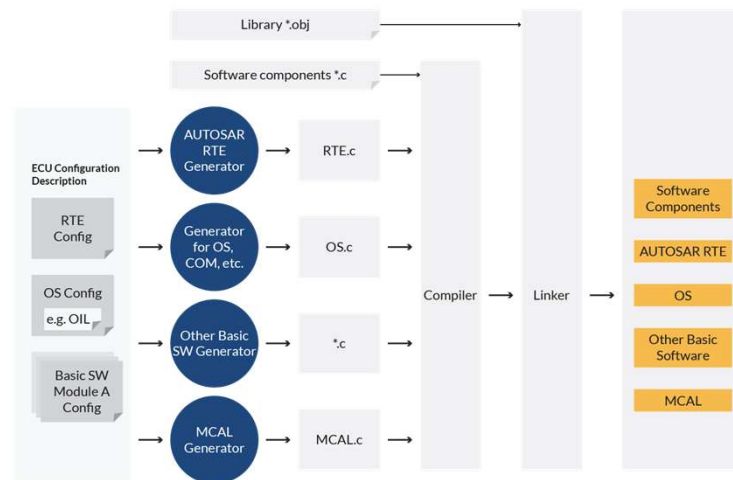 Library *.obj
Software components *.c
ECU Configuration
Description
RTE
Config
OS Config
e.g. OIL
Basic SW
Module A
Config
AUTOSAR
RTE
Generator
Generator
for OS,
COM, etc.
Other Basic
SW Generator
MCAL
Generator
RTE.c
OS.c
*.c
MCAL.c
Compiler
Linker
Software
Components
AUTOSAR RTE
OS
Other Basic
Software
MCAL